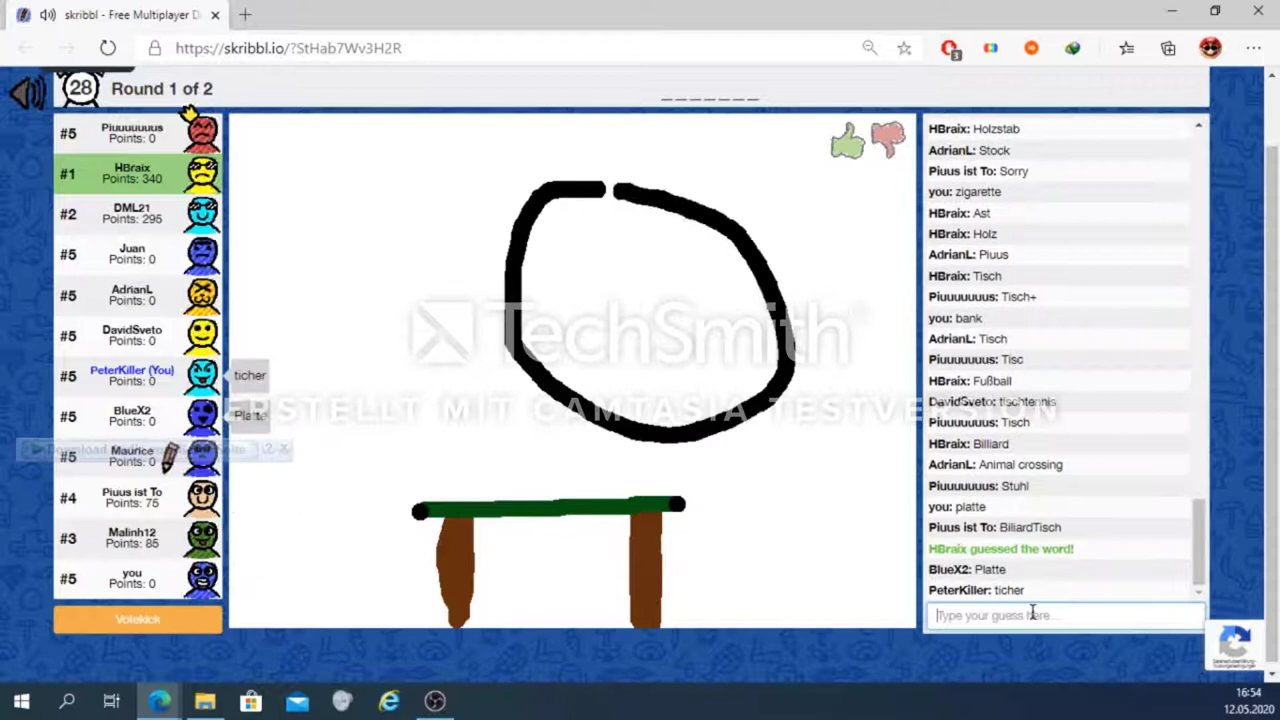 skribbl - Free Multiplayer D
https://skribbl.io/?StHab7Wv3H2R
3
28
Round 1 of 2
_ _ _ _ _ _ _
#5 Piuuuuuus
Points: 0
#1 HBraix
Points: 340
#2 DML21
Points: 295
#5 Juan
Points: 0
#5 AdrianL
Points: 0
#5 DavidSveto
Points: 0
#5 PeterKiller (You)
Points: 0
ticher
#5 BlueX2
Points: 0
Platte
#5 Maurice
Points: 0
#4 Piuus ist To
Points: 75
#3 Malinh12
Points: 85
#5 you
Points: 0
Votekick
TechSmith
ERSTELLT MIT CAMTASIA TESTVERSION
HBraix: Holzstab
AdrianL: Stock
Piuus ist To: Sorry
you: zigarette
HBraix: Ast
HBraix: Holz
AdrianL: Piuus
HBraix: Tisch
Piuuuuuus: Tisch+
you: bank
AdrianL: Tisch
Piuuuuuus: Tisc
HBraix: Fußball
DavidSveto: tischtennis
Piuuuuuus: Tisch
HBraix: Billiard
AdrianL: Animal crossing
Piuuuuuus: Stuhl
you: platte
Piuus ist To: BiliardTisch
HBraix guessed the word!
BlueX2: Platte
PeterKiller: ticher
Type your guess here...
16:54
12.05.2020